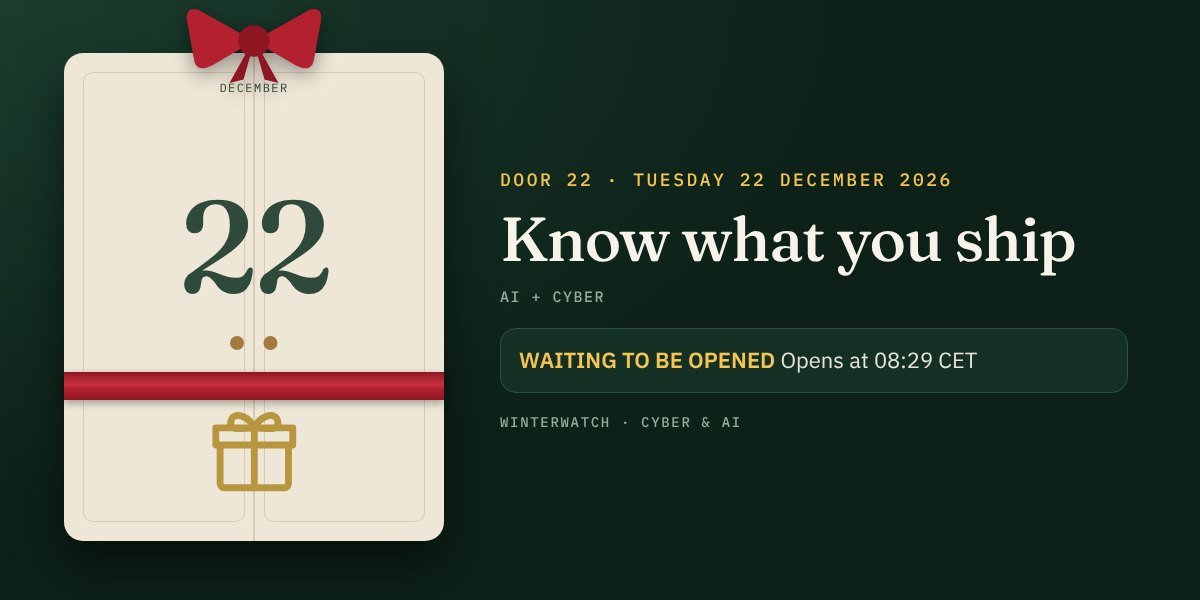 DECEMBER
22
DOOR 22 · TUESDAY 22 DECEMBER 2026
Know what you ship
AI + CYBER
WAITING TO BE OPENED Opens at 08:29 CET
WINTERWATCH · CYBER & AI